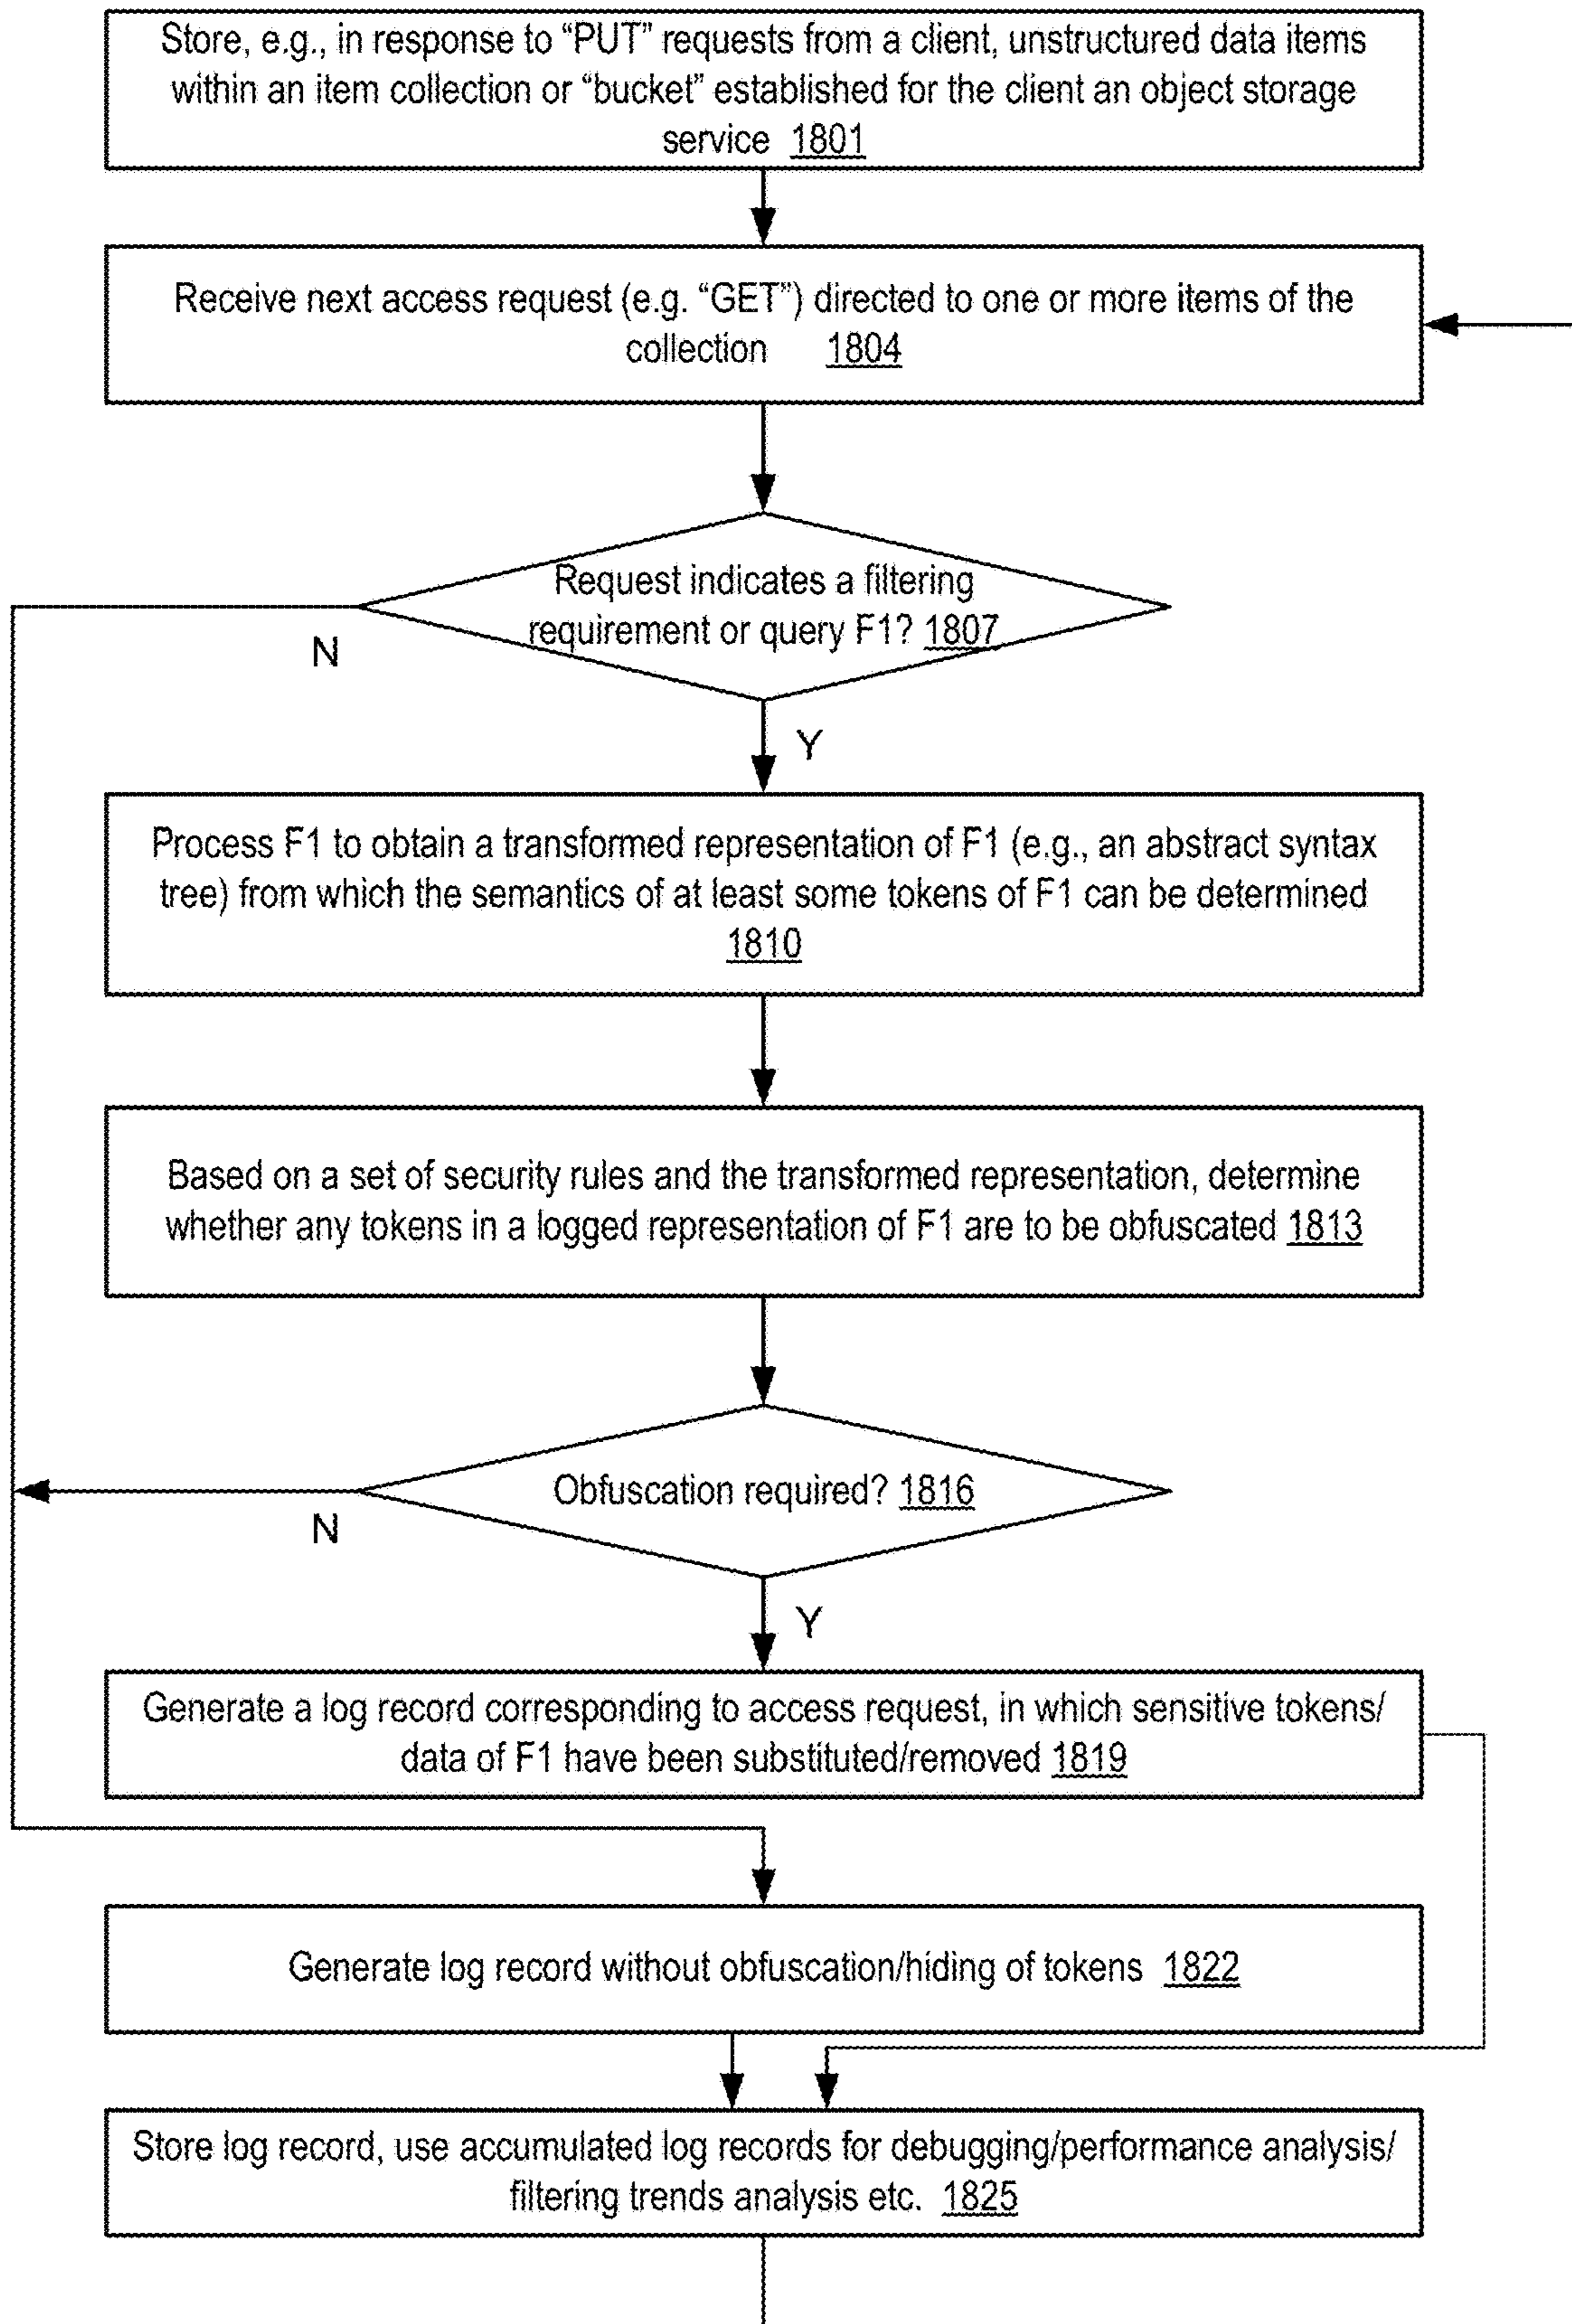 Store, e.g., in response to “PUT” requests from a client, unstructured data items
within an item collection or “bucket” established for the client an object storage
service 1801
Receive next access request (e.g. “GET”) directed to one or more items of the
collection 1804
Request indicates a filtering
requirement or query F1? 1807
N
Y
Process F1 to obtain a transformed representation of F1 (e.g., an abstract syntax
tree) from which the semantics of at least some tokens of F1 can be determined
1810
Based on a set of security rules and the transformed representation, determine
whether any tokens in a logged representation of F1 are to be obfuscated 1813
Obfuscation required? 1816
N
Y
Generate a log record corresponding to access request, in which sensitive tokens/
data of F1 have been substituted/removed 1819
Generate log record without obfuscation/hiding of tokens 1822
Store log record, use accumulated log records for debugging/performance analysis/
filtering trends analysis etc. 1825